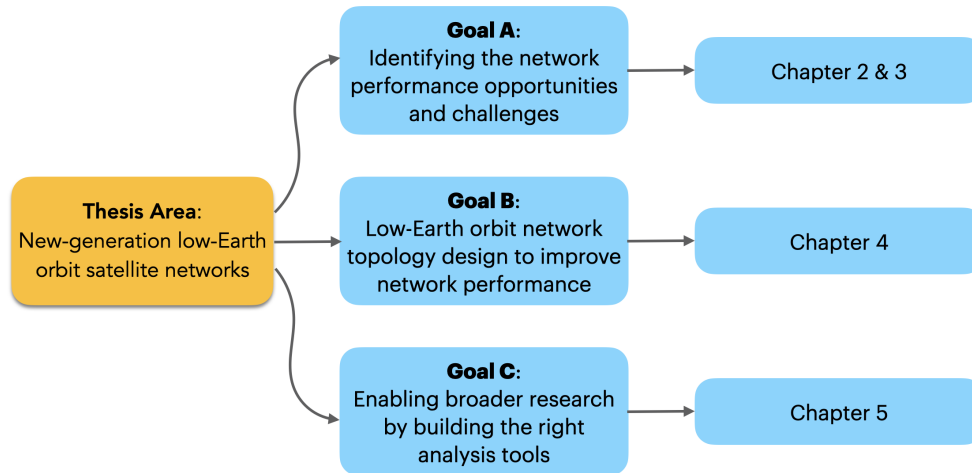 Goal A:
Identifying the network
performance opportunities
and challenges
Chapter 2 & 3
Thesis Area:
New-generation low-Earth
orbit satellite networks
Goal B:
Low-Earth orbit network
topology design to improve
network performance
Chapter 4
Goal C:
Enabling broader research
by building the right
analysis tools
Chapter 5